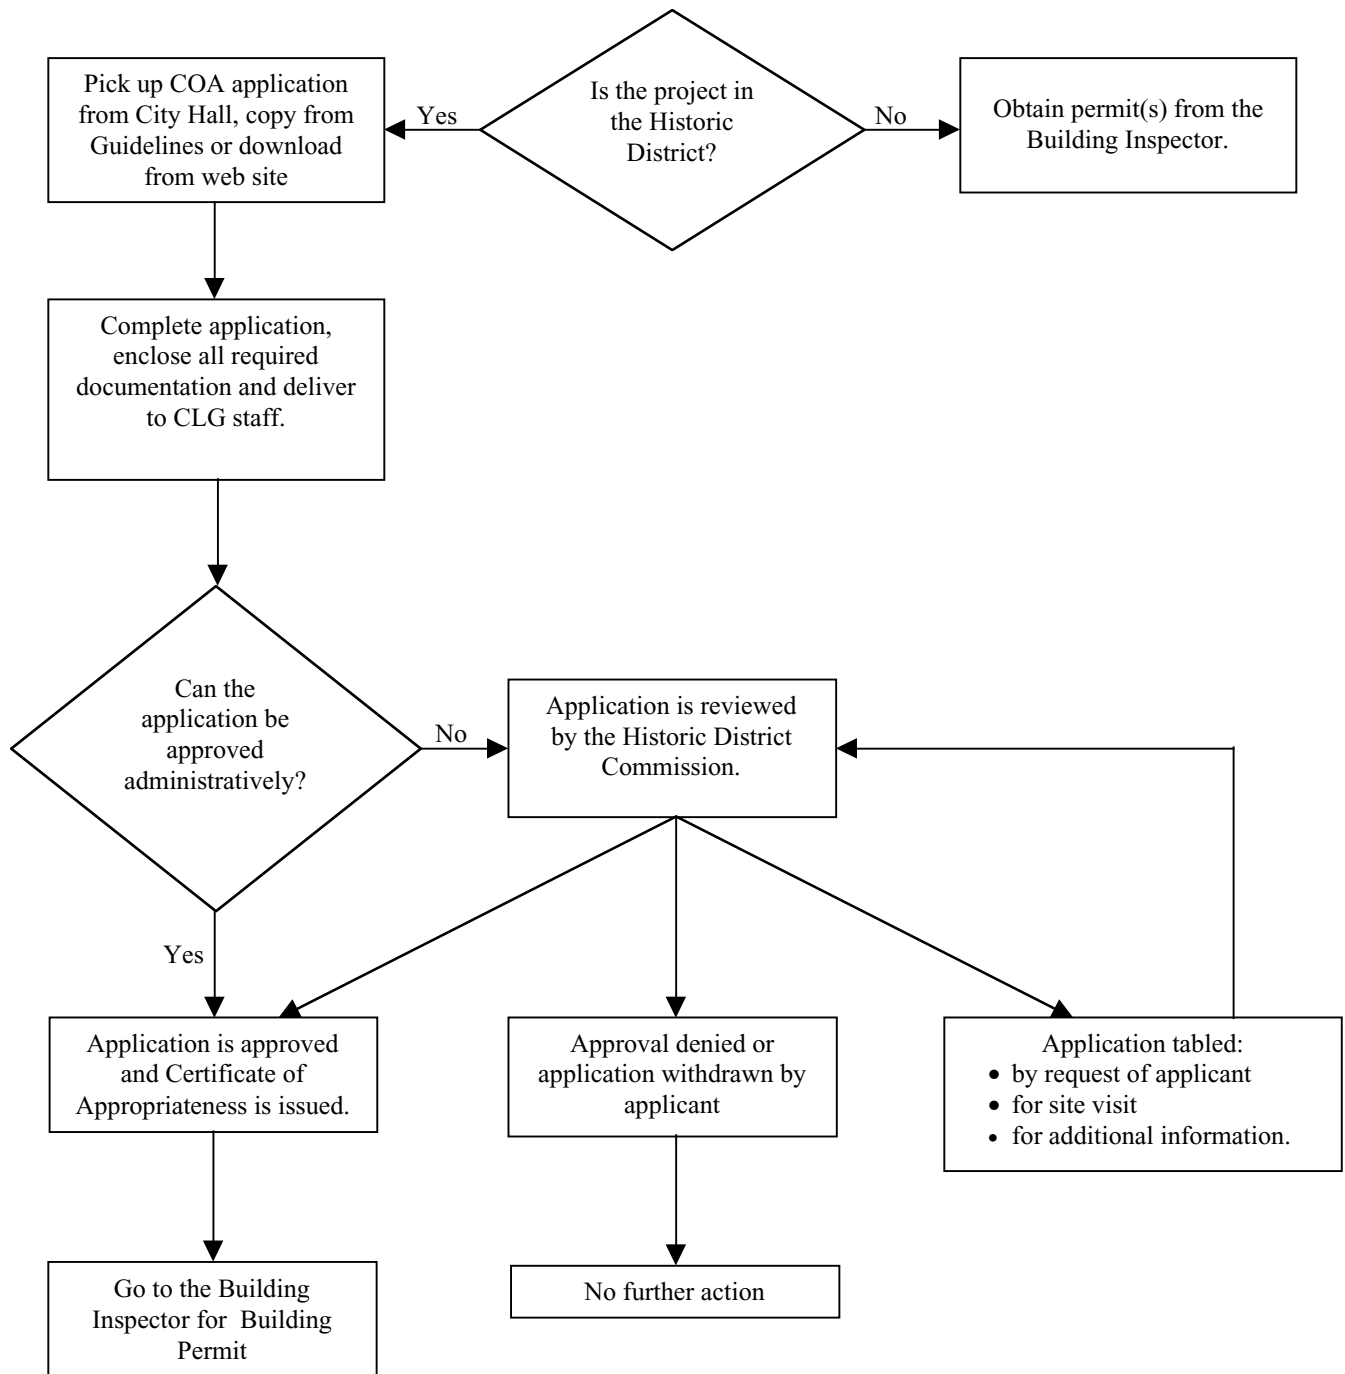 Is the project in
the Historic
District?
Yes
No
Pick up COA application
from City Hall, copy from
Guidelines or download
from web site
Obtain permit(s) from the
Building Inspector.
Complete application,
enclose all required
documentation and deliver
to CLG staff.
Can the
application be
approved
administratively?
No
Yes
Application is reviewed
by the Historic District
Commission.
Application is approved
and Certificate of
Appropriateness is issued.
Approval denied or
application withdrawn by
applicant
Application tabled:
• by request of applicant
• for site visit
• for additional information.
Go to the Building
Inspector for  Building
Permit
No further action